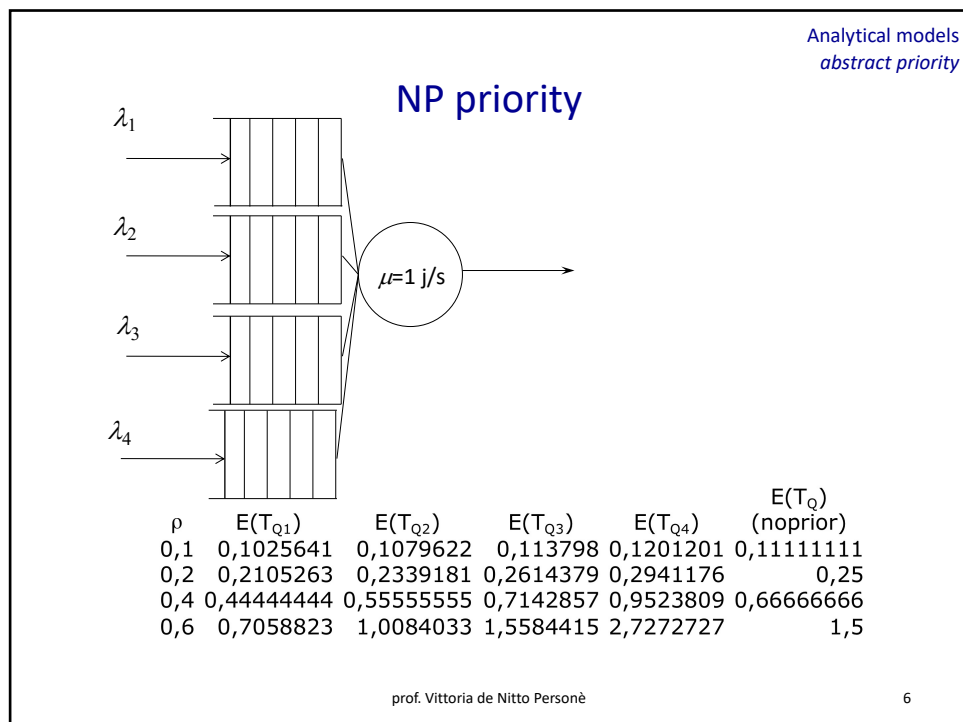 Analytical models
abstract priority
NP priority
λ1
λ2
λ3
λ4
μ=1 j/s
ρ E(TQ1) E(TQ2) E(TQ3) E(TQ4) E(TQ) (noprior)
0,1 0,1025641 0,1079622 0,113798 0,1201201 0,11111111
0,2 0,2105263 0,2339181 0,2614379 0,2941176 0,25
0,4 0,44444444 0,55555555 0,7142857 0,9523809 0,66666666
0,6 0,7058823 1,0084033 1,5584415 2,7272727 1,5
prof. Vittoria de Nitto Personè 6